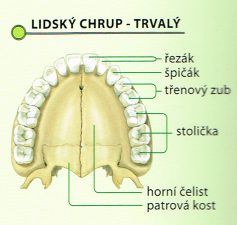 LIDSKÝ CHRUP - TRVALÝ
řezák
špičák
třenový zub
stolička
horní čelist
patrová kost